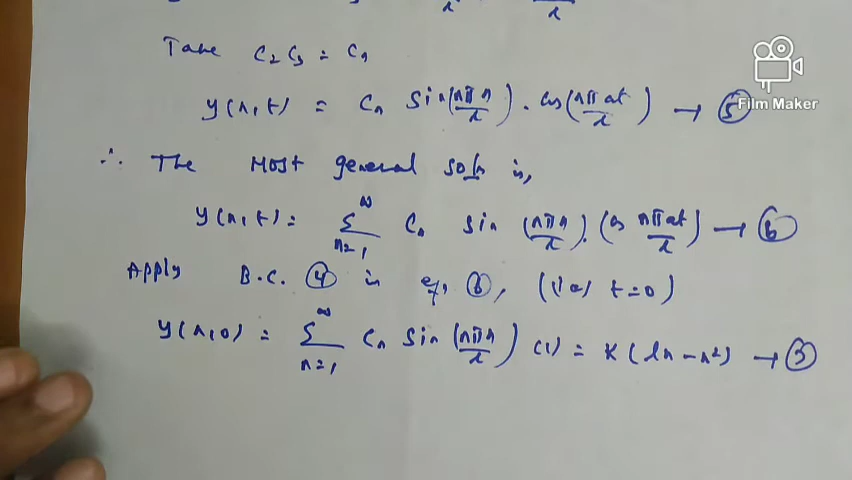 Take C₂C₃ = Cₙ
y(x,t) = Cₙ sin(nπx/l) . cos(nπat/l) → ⑤
Film Maker
∴ The Most general soln is,
y(x,t) = Σ_{n=1}^{∞} Cₙ sin (nπx/l). Cos nπat/l) → ⑥
Apply B.C. ④ in eq, ⑥, (i.e) t=0)
y(x,0) = Σ_{n=1}^{∞} Cₙ sin (nπx/l) (1) = K(lx - x²) → ⑦